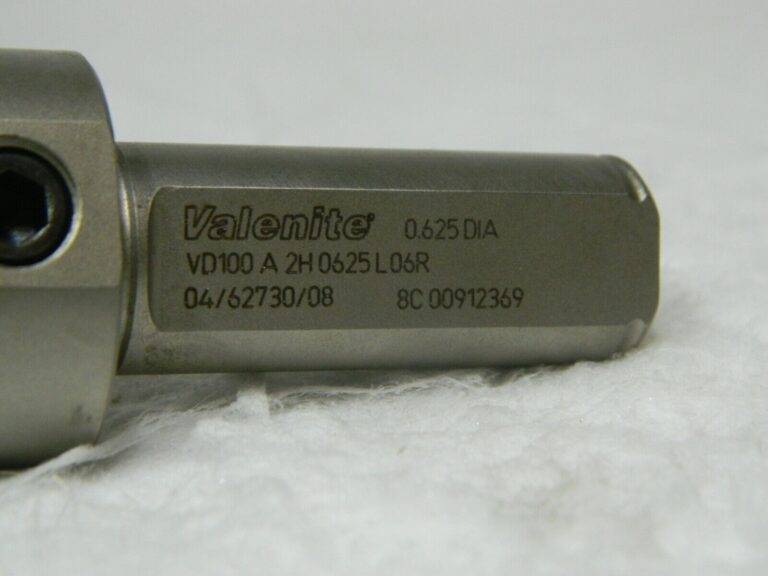 Valenite® 0.625 DIA
VD100 A 2H 0625 L06R
04/62730/08 8C 00912369